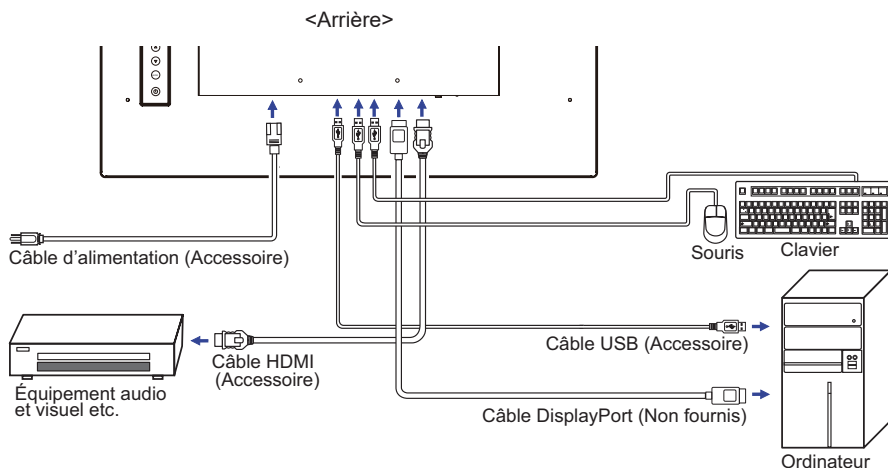 <Arrière>
Câble d'alimentation (Accessoire)
Souris
Clavier
Câble USB (Accessoire)
Câble HDMI
(Accessoire)
Équipement audio
et visuel etc.
Câble DisplayPort (Non fournis)
Ordinateur